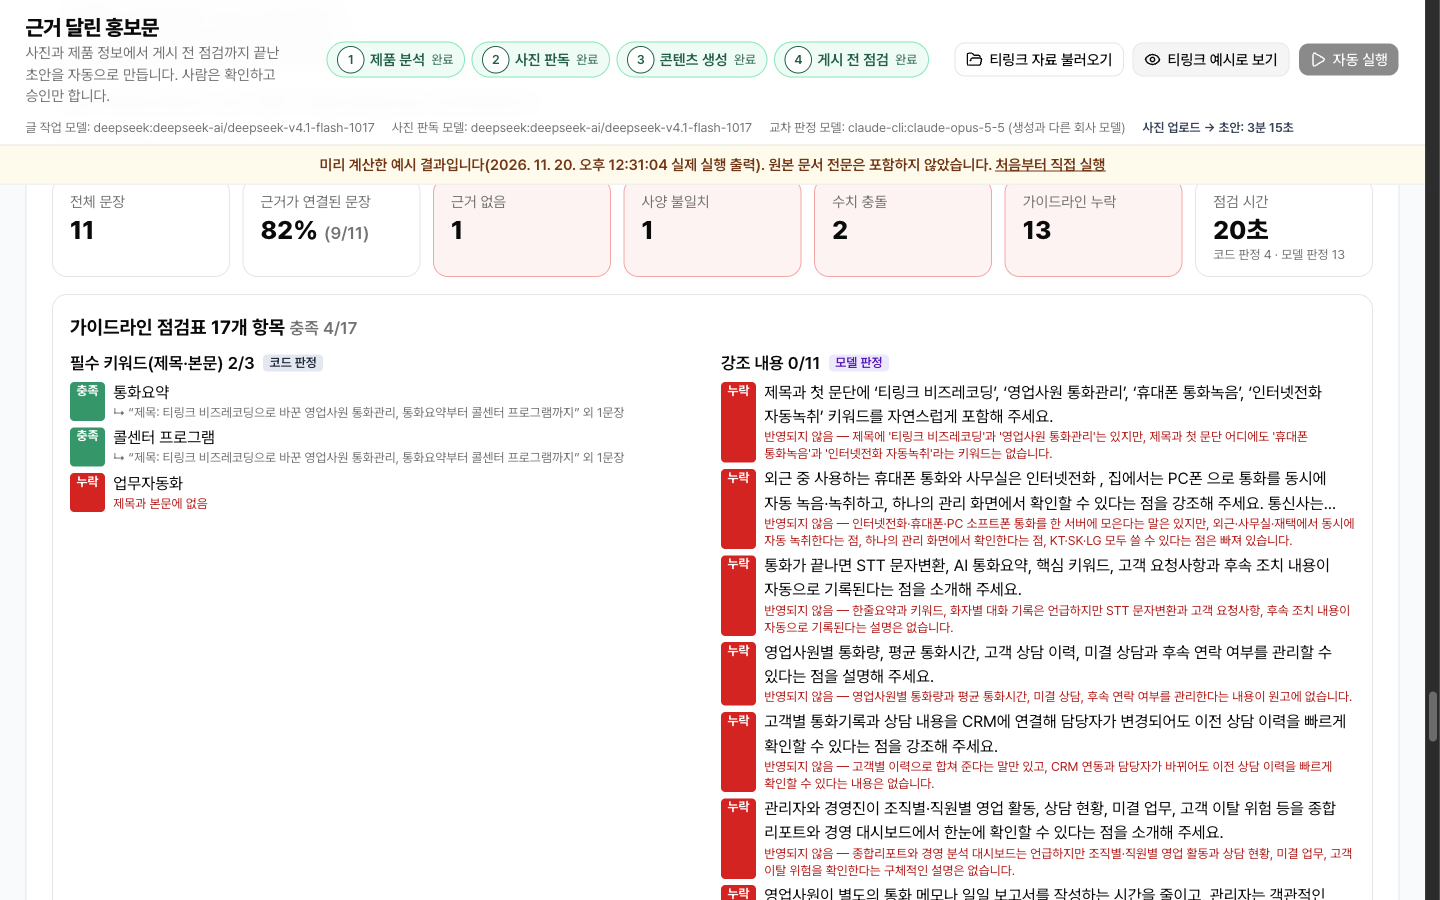 근거 달린 홍보문
사진과 제품 정보에서 게시 전 점검까지 끝난
초안을 자동으로 만듭니다. 사람은 확인하고
승인만 합니다.
1 제품 분석 완료
2 사진 판독 완료
3 콘텐츠 생성 완료
4 게시 전 점검 완료
티링크 자료 불러오기
티링크 예시로 보기
자동 실행
글 작업 모델: deepseek:deepseek-ai/deepseek-v4.1-flash-1017 사진 판독 모델: deepseek:deepseek-ai/deepseek-v4.1-flash-1017 교차 판정 모델: claude-cli:claude-opus-5-5 (생성과 다른 회사 모델) 사진 업로드 → 초안: 3분 15초
미리 계산한 예시 결과입니다(2026. 11. 20. 오후 12:31:04 실제 실행 출력). 원본 문서 전문은 포함하지 않았습니다. 처음부터 직접 실행
전체 문장
11
근거가 연결된 문장
82% (9/11)
근거 없음
1
사양 불일치
1
수치 충돌
2
가이드라인 누락
13
점검 시간
20초
코드 판정 4 · 모델 판정 13
가이드라인 점검표 17개 항목 충족 4/17
필수 키워드(제목·본문) 2/3 코드 판정
충족 통화요약
↳ “제목: 티링크 비즈레코딩으로 바꾼 영업사원 통화관리, 통화요약부터 콜센터 프로그램까지” 외 1문장
충족 콜센터 프로그램
↳ “제목: 티링크 비즈레코딩으로 바꾼 영업사원 통화관리, 통화요약부터 콜센터 프로그램까지” 외 1문장
누락 업무자동화
제목과 본문에 없음
강조 내용 0/11 모델 판정
누락 제목과 첫 문단에 ‘티링크 비즈레코딩’, ‘영업사원 통화관리’, ‘휴대폰 통화녹음’, ‘인터넷전화
자동녹취’ 키워드를 자연스럽게 포함해 주세요.
반영되지 않음 — 제목에 '티링크 비즈레코딩'과 '영업사원 통화관리'는 있지만, 제목과 첫 문단 어디에도 '휴대폰
통화녹음'과 '인터넷전화 자동녹취'라는 키워드는 없습니다.
누락 외근 중 사용하는 휴대폰 통화와 사무실은 인터넷전화 , 집에서는 PC폰 으로 통화를 동시에
자동 녹음·녹취하고, 하나의 관리 화면에서 확인할 수 있다는 점을 강조해 주세요. 통신사는...
반영되지 않음 — 인터넷전화·휴대폰·PC 소프트폰 통화를 한 서버에 모은다는 말은 있지만, 외근·사무실·재택에서 동시에
자동 녹취한다는 점, 하나의 관리 화면에서 확인한다는 점, KT·SK·LG 모두 쓸 수 있다는 점은 빠져 있습니다.
누락 통화가 끝나면 STT 문자변환, AI 통화요약, 핵심 키워드, 고객 요청사항과 후속 조치 내용이
자동으로 기록된다는 점을 소개해 주세요.
반영되지 않음 — 한줄요약과 키워드, 화자별 대화 기록은 언급하지만 STT 문자변환과 고객 요청사항, 후속 조치 내용이
자동으로 기록된다는 설명은 없습니다.
누락 영업사원별 통화량, 평균 통화시간, 고객 상담 이력, 미결 상담과 후속 연락 여부를 관리할 수
있다는 점을 설명해 주세요.
반영되지 않음 — 영업사원별 통화량과 평균 통화시간, 미결 상담, 후속 연락 여부를 관리한다는 내용이 원고에 없습니다.
누락 고객별 통화기록과 상담 내용을 CRM에 연결해 담당자가 변경되어도 이전 상담 이력을 빠르게
확인할 수 있다는 점을 강조해 주세요.
반영되지 않음 — 고객별 이력으로 합쳐 준다는 말만 있고, CRM 연동과 담당자가 바뀌어도 이전 상담 이력을 빠르게
확인할 수 있다는 내용은 없습니다.
누락 관리자와 경영진이 조직별·직원별 영업 활동, 상담 현황, 미결 업무, 고객 이탈 위험 등을 종합
리포트와 경영 대시보드에서 한눈에 확인할 수 있다는 점을 소개해 주세요.
반영되지 않음 — 종합리포트와 경영 분석 대시보드는 언급하지만 조직별·직원별 영업 활동과 상담 현황, 미결 업무, 고객
이탈 위험을 확인한다는 구체적인 설명은 없습니다.
누락 영업사원이 별도의 통화 메모나 일일 보고서를 작성하는 시간을 줄이고, 관리자는 객관적인